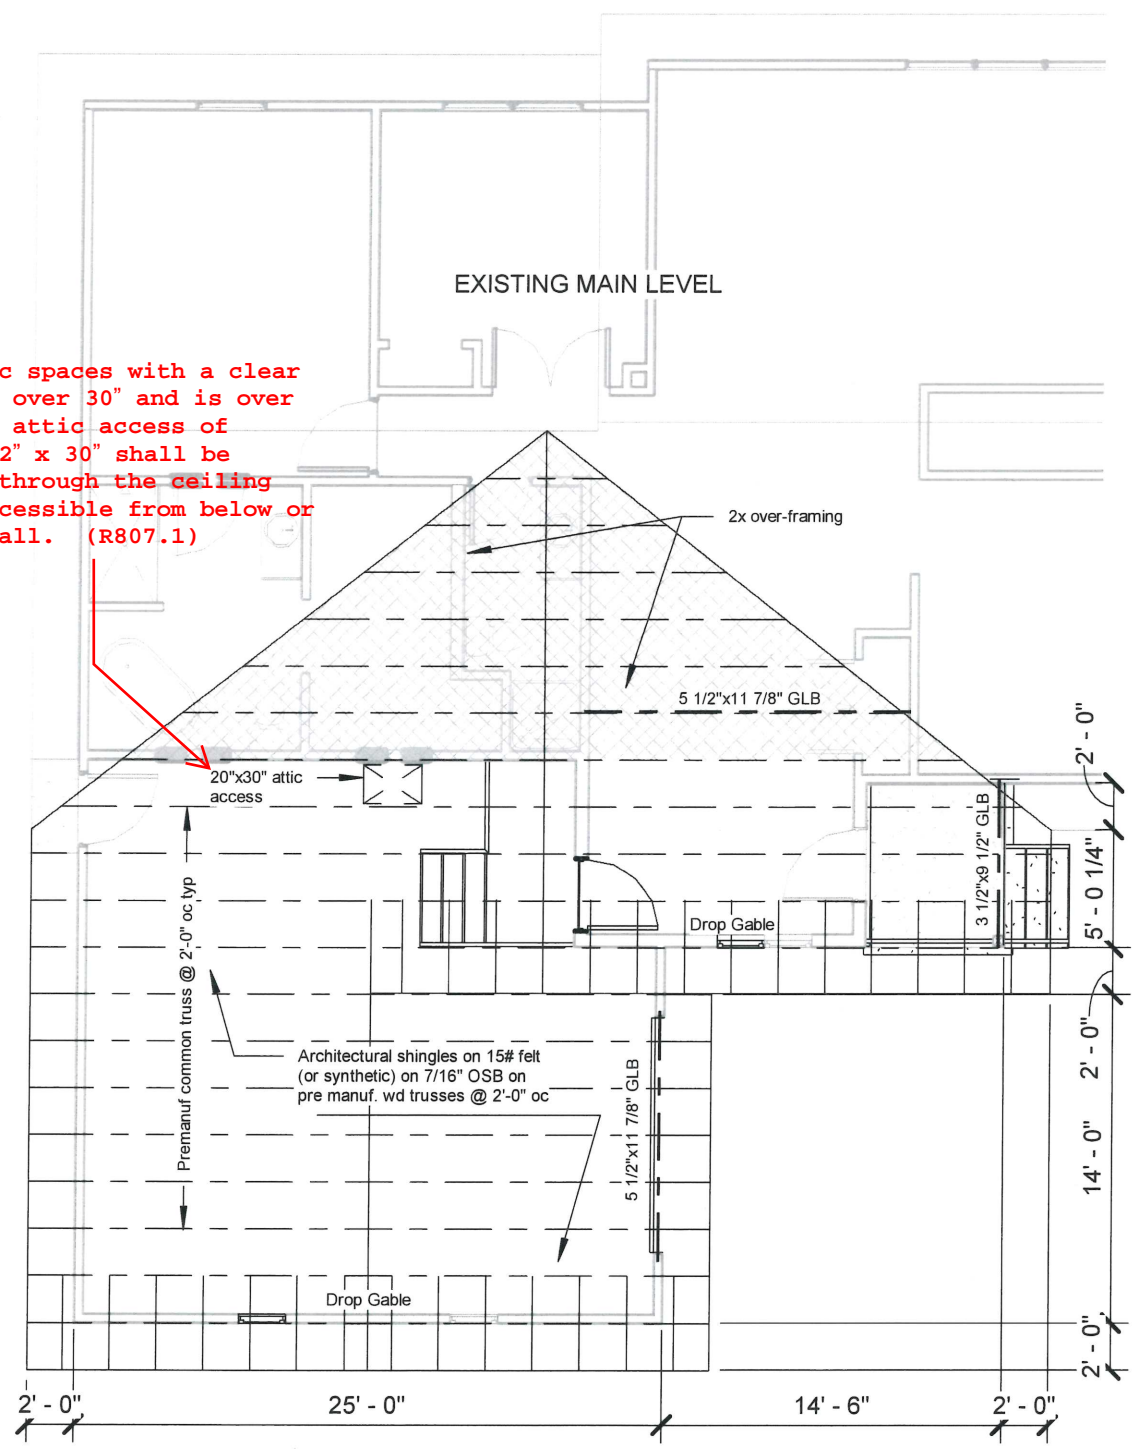 EXISTING MAIN LEVEL
c spaces with a clear
over 30” and is over
attic access of
2” x 30” shall be
through the ceiling
ccessible from below or
all. (R807.1)
2x over-framing
5 1/2"x11 7/8" GLB
20"x30" attic
access
2' - 0"
3 1/2"x9 1/2" GLB
5' - 0 1/4"
Drop Gable
Premanuf common truss @ 2'-0" oc typ
Architectural shingles on 15# felt
(or synthetic) on 7/16" OSB on
pre manuf. wd trusses @ 2'-0" oc
5 1/2"x11 7/8" GLB
2' - 0"
14' - 0"
Drop Gable
2' - 0"
2' - 0"
25' - 0"
14' - 6"
2' - 0"